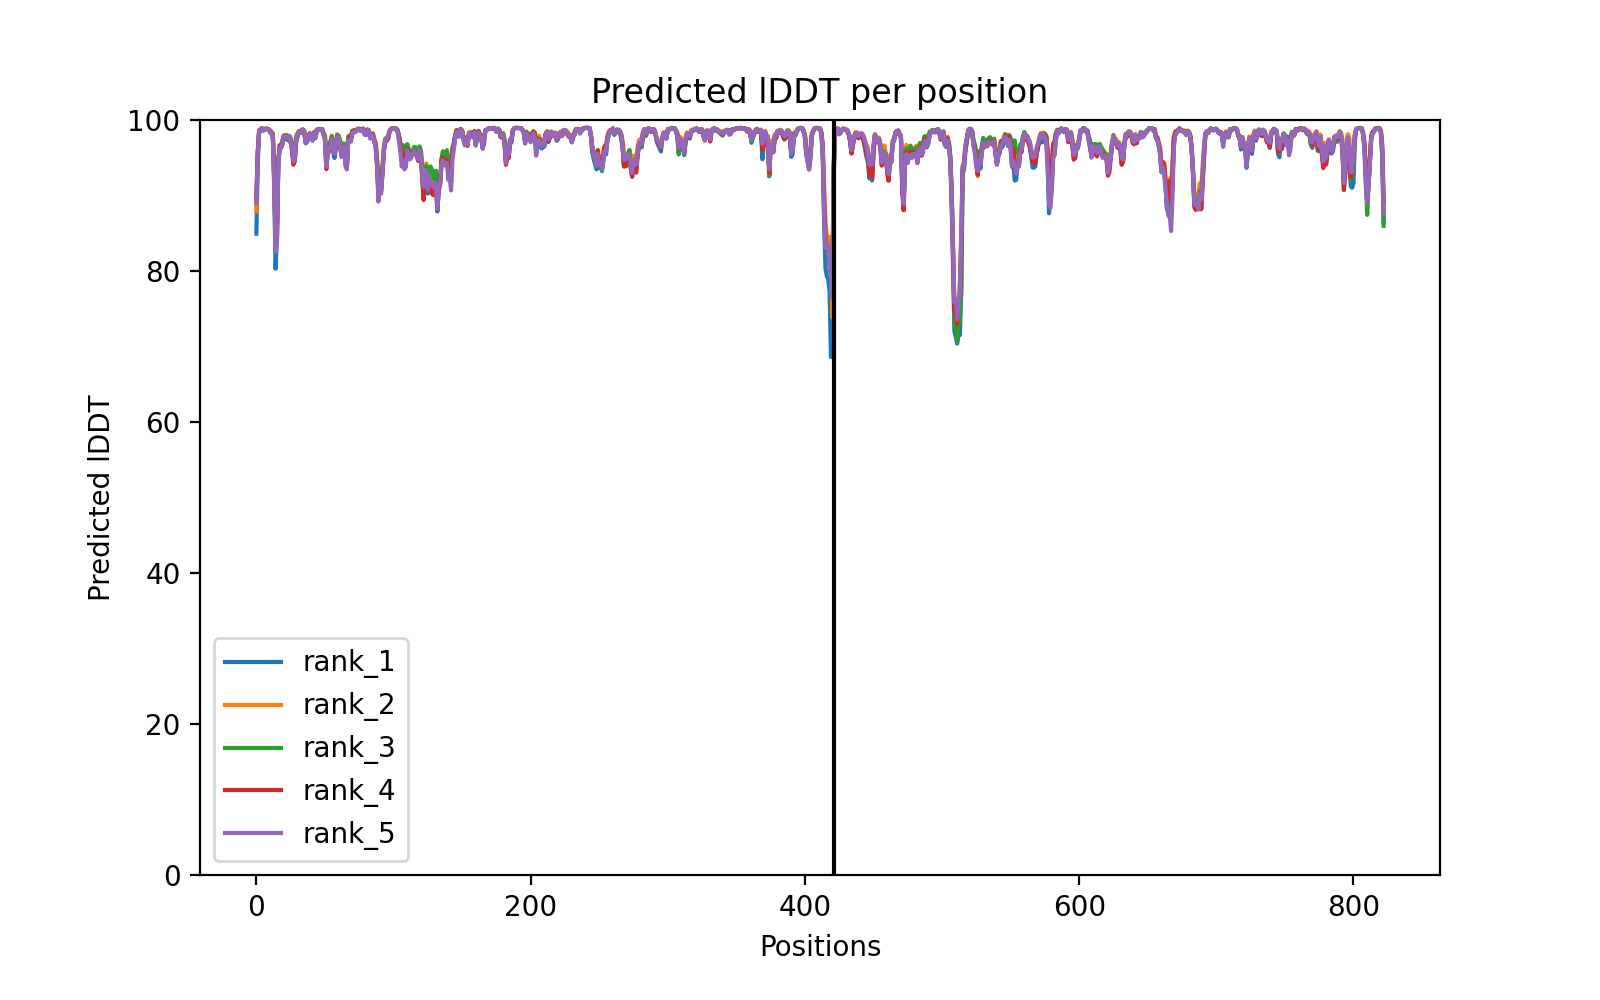 Predicted lDDT per position
100
80
60
40
20
0
Predicted lDDT
rank_1
rank_2
rank_3
rank_4
rank_5
0 200 400 600 800
Positions